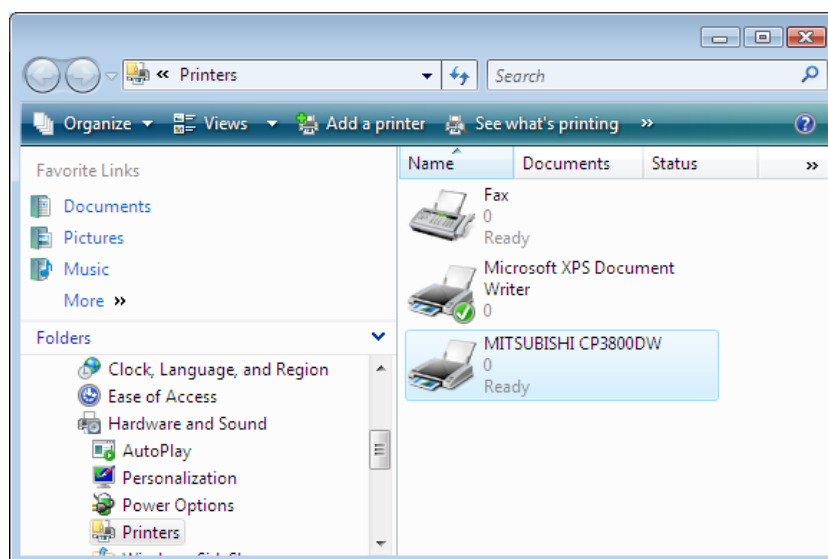 « Printers
Search
Organize Views Add a printer See what's printing »
Favorite Links
Documents
Pictures
Music
More »
Folders
Clock, Language, and Region
Ease of Access
Hardware and Sound
AutoPlay
Personalization
Power Options
Printers
Name Documents Status »
Fax
0
Ready
Microsoft XPS Document
Writer
0
MITSUBISHI CP3800DW
0
Ready